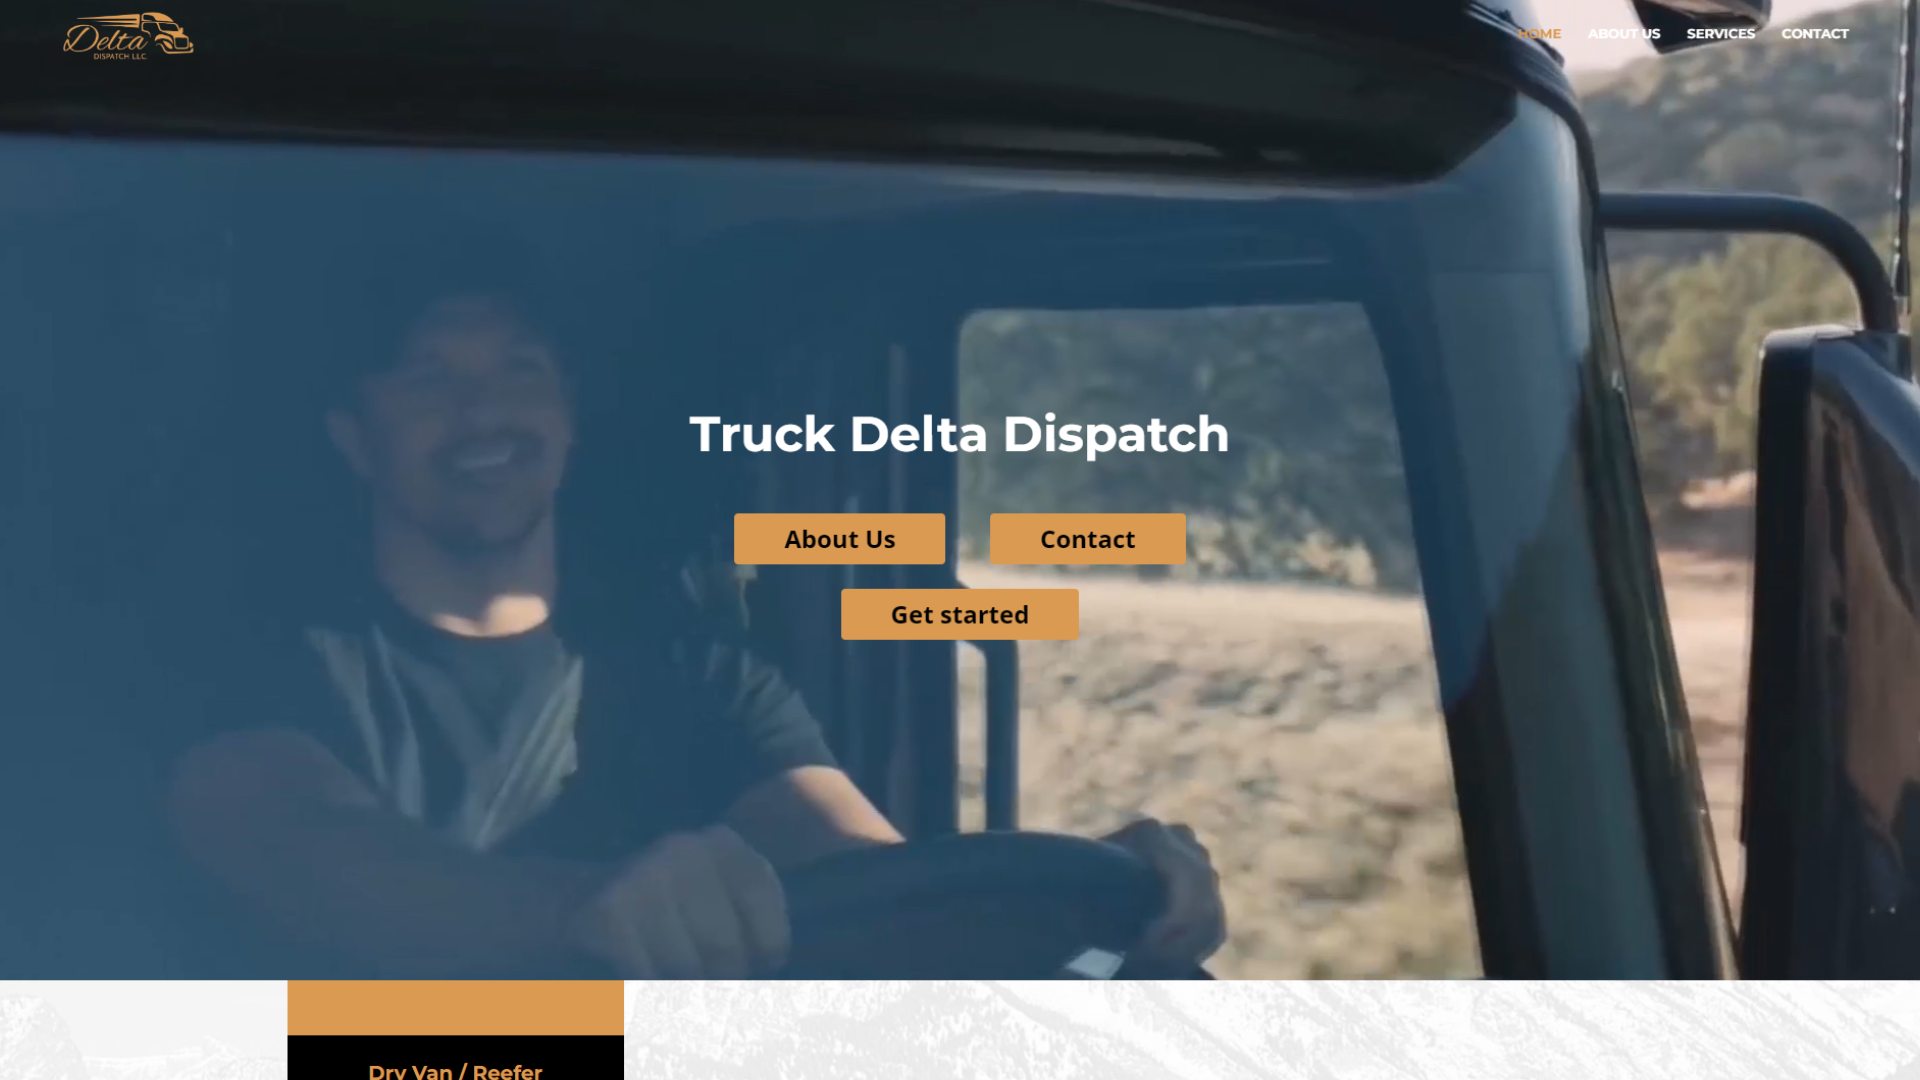 Delta
DISPATCH LLC
HOME
ABOUT US
SERVICES
CONTACT
Truck Delta Dispatch
About Us
Contact
Get started
Dry Van / Reefer